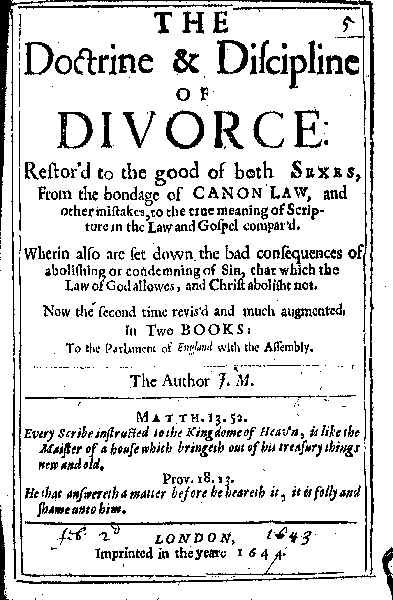 5
THE
Doctrine & Diſcipline
OF
DIVORCE:
Reſtor'd to the good of both SEXES,
From the bondage of CANON LAW, and
other miſtakes, to the true meaning of Scrip-
ture in the Law and Goſpel compar'd.
Wherin alſo are ſet down the bad conſequences of
aboliſhing or condemning of Sin, that which the
Law of God allowes, and Chriſt aboliſht not.
Now the ſecond time revis'd and much augmented,
In Two BOOKS:
To the Parlament of England with the Aſſembly.
The Author J. M.
MATTH. 13. 52.
Every Scribe inſtructed to the Kingdome of Heav'n, is like the
Maiſter of a houſe which bringeth out of his treaſury things
new and old.
Prov. 18. 13.
He that anſwereth a matter before he heareth it, it is folly and
ſhame unto him.
feb. 2d 1643
LONDON,
Imprinted in the yeare 1644.